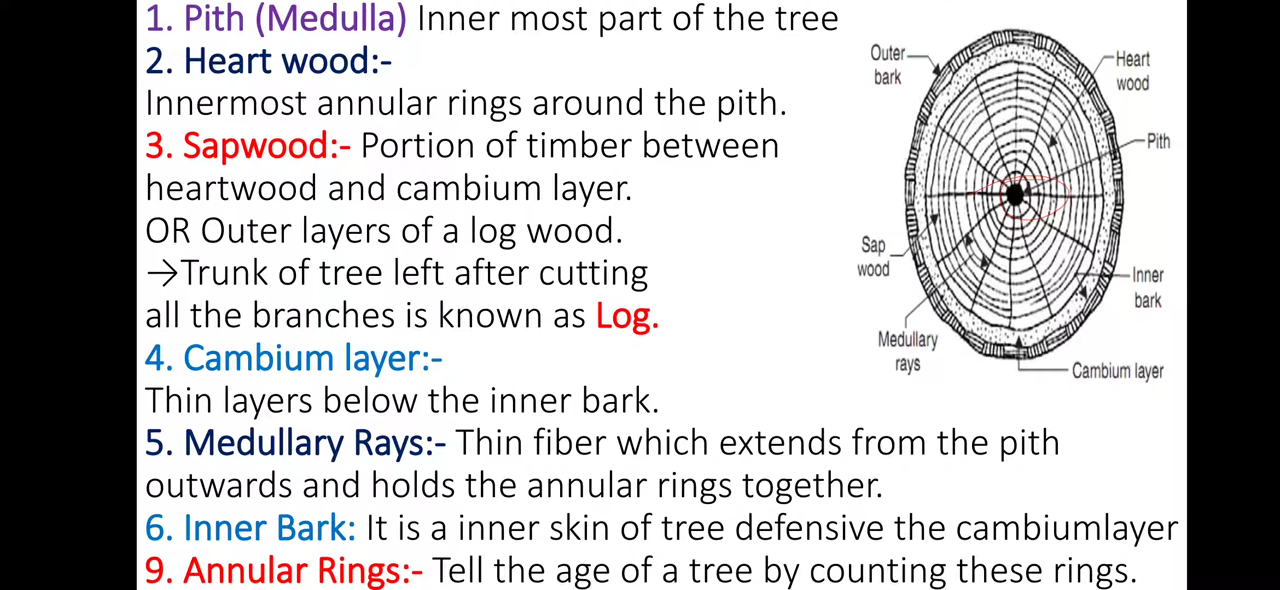 1. Pith (Medulla) Inner most part of the tree
2. Heart wood:-
Innermost annular rings around the pith.
3. Sapwood:- Portion of timber between
heartwood and cambium layer.
OR Outer layers of a log wood.
→Trunk of tree left after cutting
all the branches is known as Log.
4. Cambium layer:-
Thin layers below the inner bark.
5. Medullary Rays:- Thin fiber which extends from the pith
outwards and holds the annular rings together.
6. Inner Bark: It is a inner skin of tree defensive the cambiumlayer
9. Annular Rings:- Tell the age of a tree by counting these rings.
Outer
bark
Heart
wood
Pith
Sap
wood
Inner
bark
Medullary
rays
Cambium layer